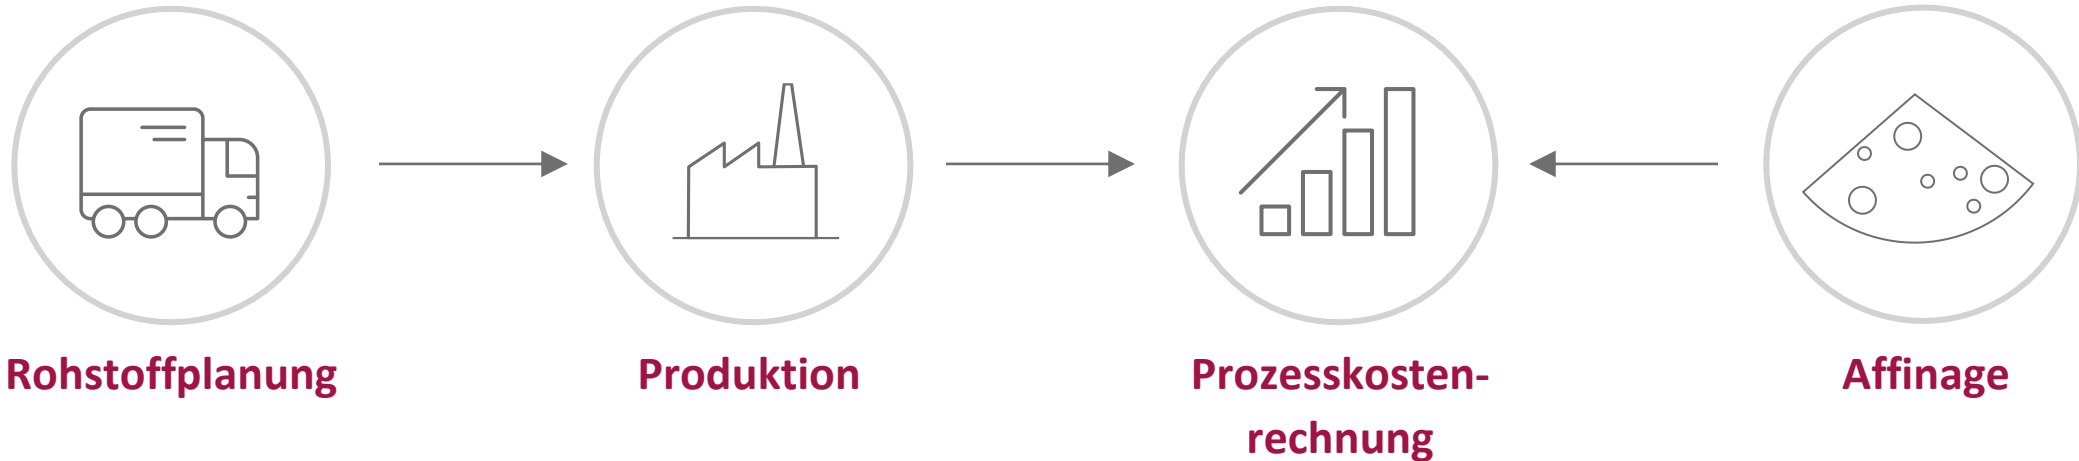 Rohstoffplanung
Produktion
Prozesskosten-
rechnung
Affinage